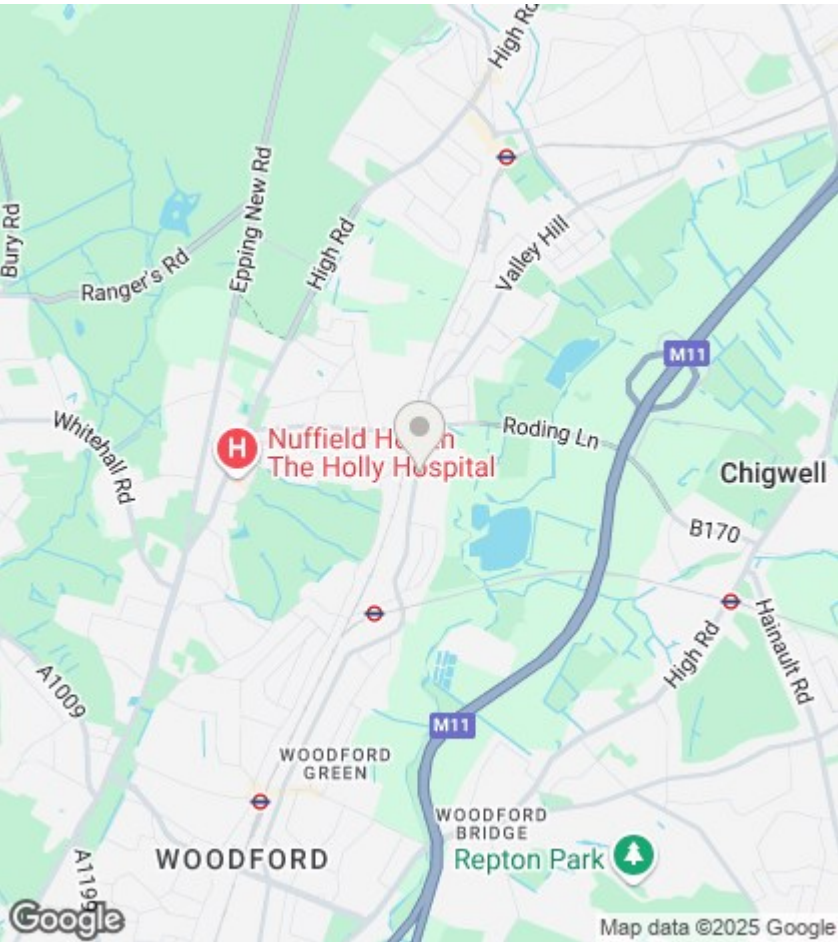 High Rd
Bury Rd
Epping New Rd
Ranger's Rd
High Rd
Valley Hill
M11
Whitehall Rd
H
Nuffield Health
The Holly Hospital
Roding Ln
Chigwell
B170
High Rd
Hainault Rd
A1009
M11
WOODFORD
GREEN
WOODFORD
BRIDGE
WOODFORD
Repton Park
A1199
Google
Map data ©2025 Google